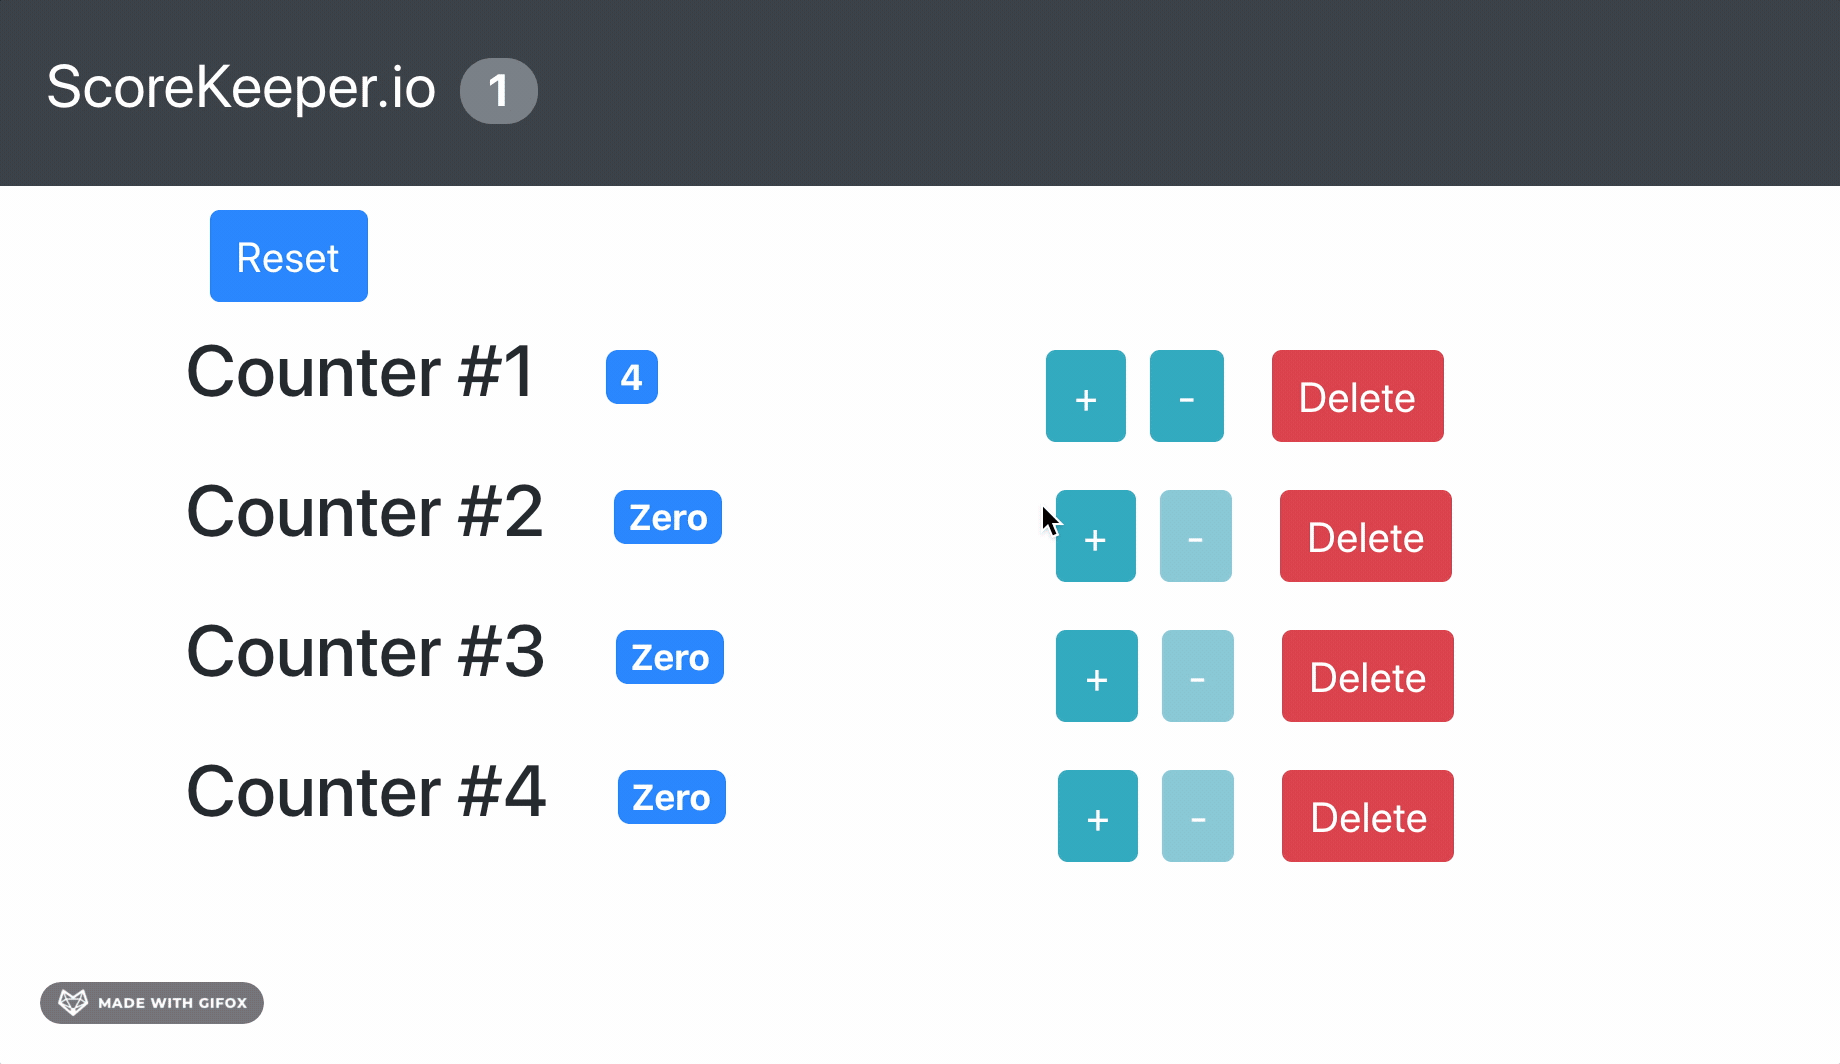 ScoreKeeper.io 1
Reset
Counter #1 4 + - Delete
Counter #2 Zero + - Delete
Counter #3 Zero + - Delete
Counter #4 Zero + - Delete
MADE WITH GIFOX